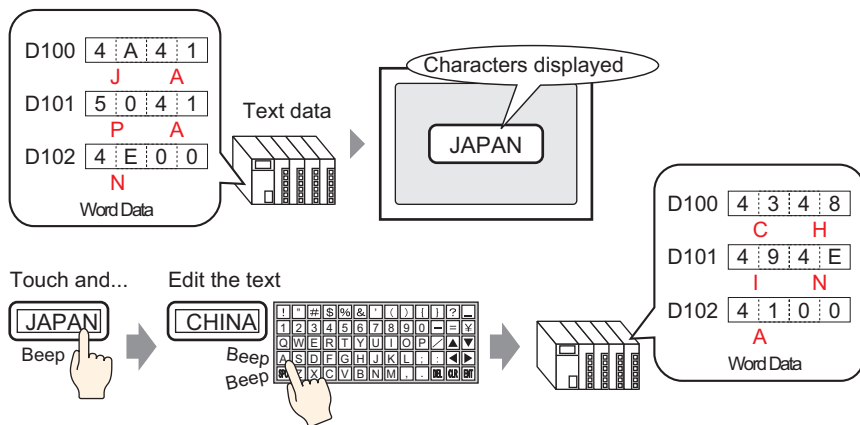 D100 4 A 4 1
J A
D101 5 0 4 1
P A
D102 4 E 0 0
N
Word Data
Text data
Characters displayed
JAPAN
Touch and...
JAPAN
Beep
Edit the text
CHINA
Beep
Beep
! " # $ % & ' ( ) { } ? _
1 2 3 4 5 6 7 8 9 0 - = ¥
Q W E R T Y U I O P / ▲ ▼
A S D F G H J K L ; : ◀ ▶
Z X C V B N M , . DEL CLR ENT
D100 4 3 4 8
C H
D101 4 9 4 E
I N
D102 4 1 0 0
A
Word Data